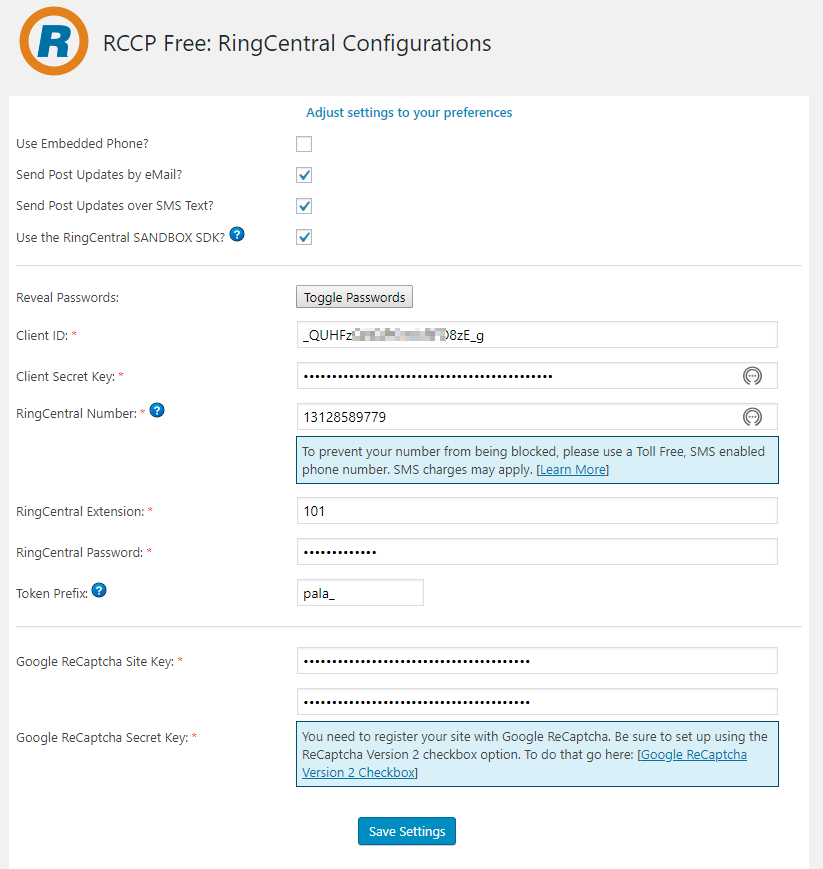 R
RCCP Free: RingCentral Configurations
Adjust settings to your preferences
Use Embedded Phone?
Send Post Updates by eMail?
Send Post Updates over SMS Text?
Use the RingCentral SANDBOX SDK? ?
Reveal Passwords: Toggle Passwords
Client ID: * _QUHFz D8zE_g
Client Secret Key: * •••••••••••••••••••••••••••••••••••••••••••
RingCentral Number: * ? 13128589779
To prevent your number from being blocked, please use a Toll Free, SMS enabled
phone number. SMS charges may apply. [Learn More]
RingCentral Extension: * 101
RingCentral Password: * •••••••••••••
Token Prefix: ? pala_
Google ReCaptcha Site Key: * ••••••••••••••••••••••••••••••••••••••••
••••••••••••••••••••••••••••••••••••••••
Google ReCaptcha Secret Key: *
You need to register your site with Google ReCaptcha. Be sure to set up using the
ReCaptcha Version 2 checkbox option. To do that go here: [Google ReCaptcha
Version 2 Checkbox]
Save Settings